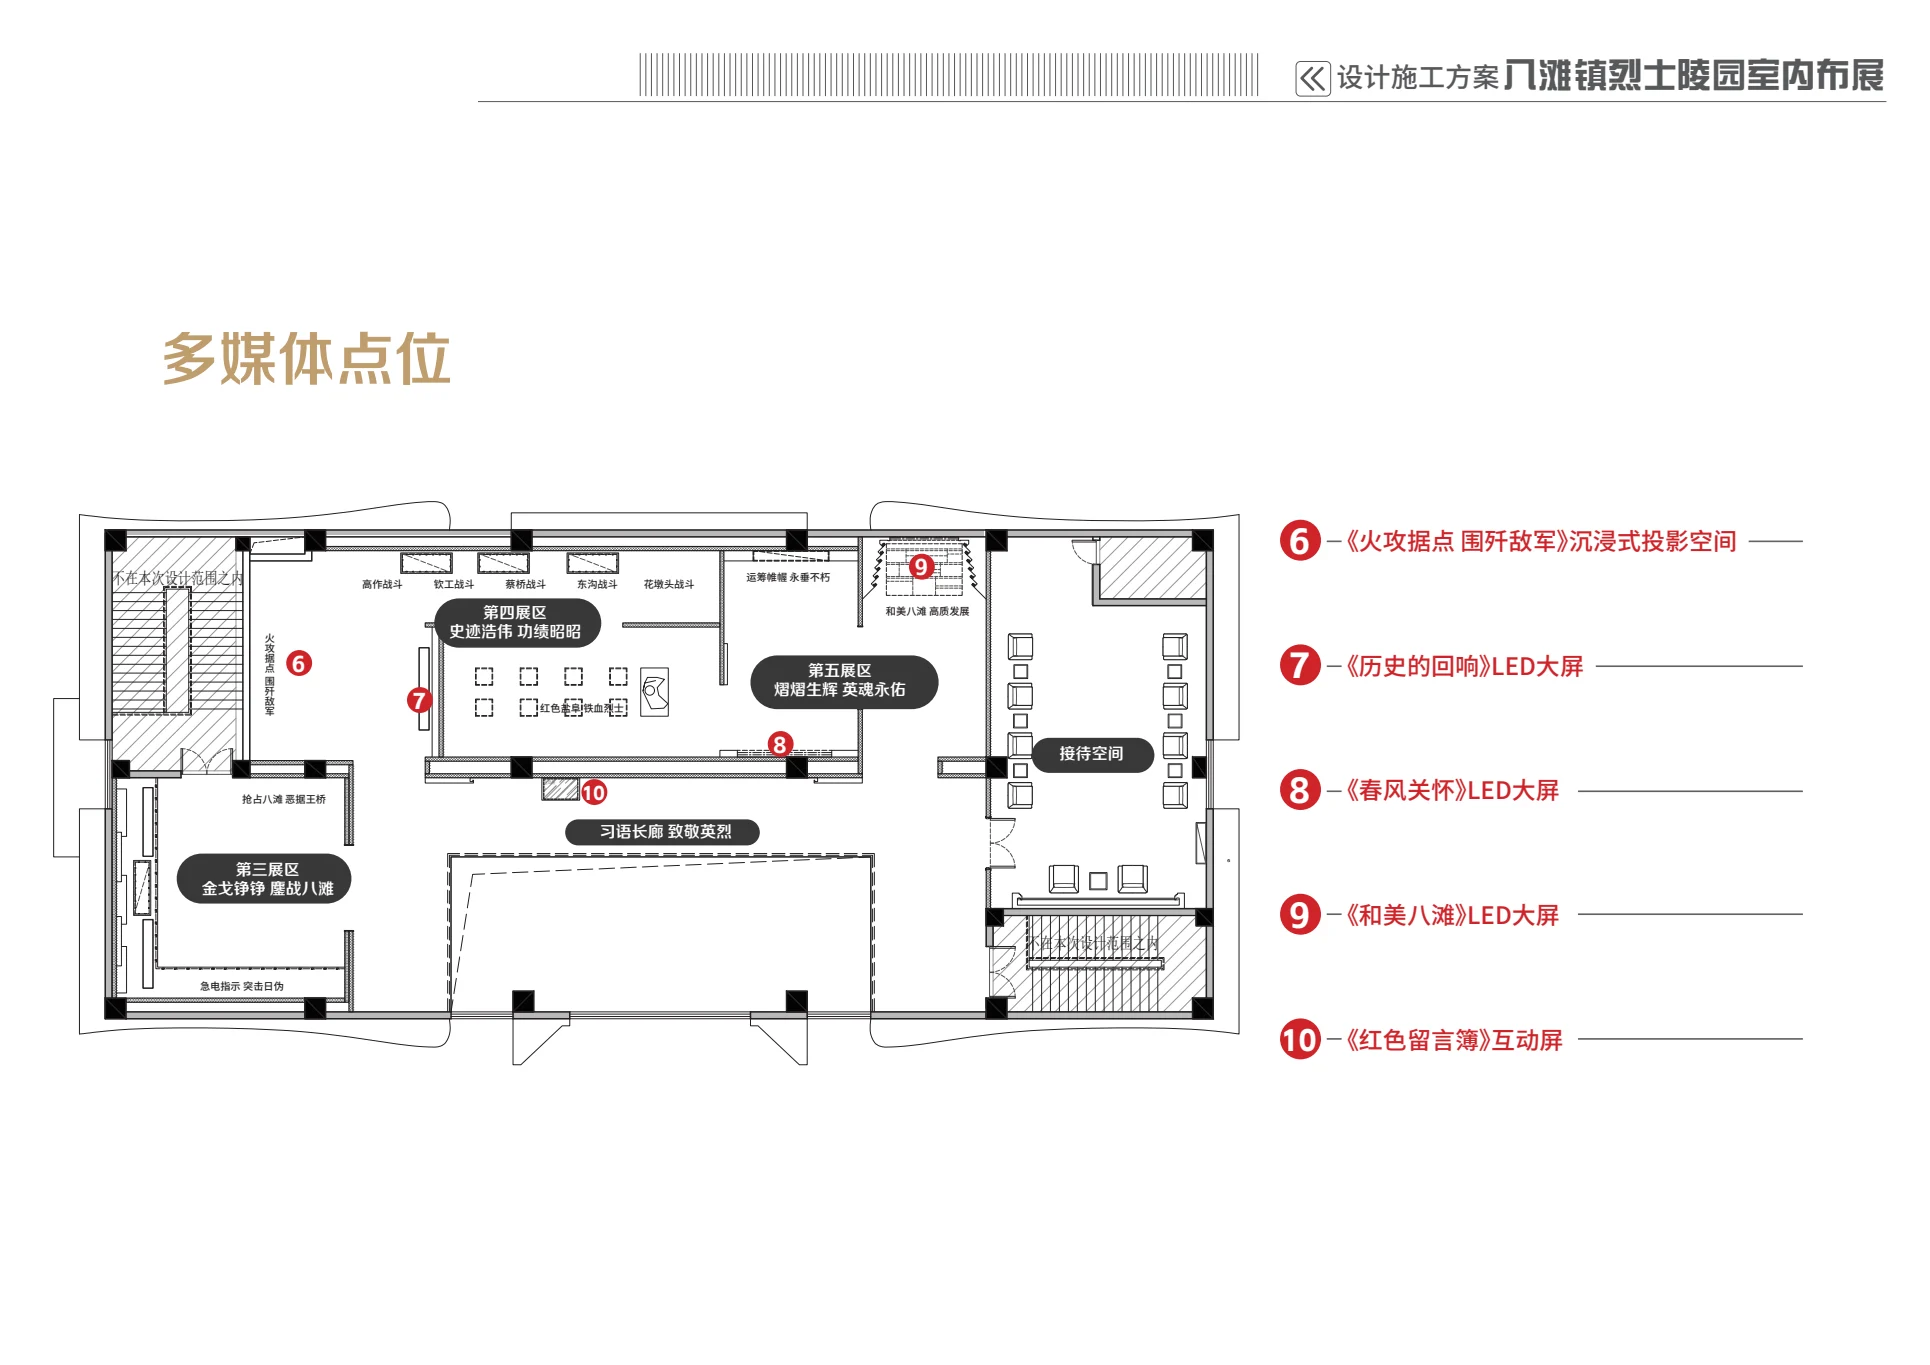 设计施工方案 八滩镇烈士陵园室内布展
多媒体点位
不在本次设计范围之内
高作战斗
钦工战斗
蔡桥战斗
东沟战斗
花墩头战斗
运筹帷幄 永垂不朽
9
和美八滩 高质发展
第四展区
史迹浩伟 功绩昭昭
火攻据点 围歼敌军
6
7
红色盐阜 铁血烈士
第五展区
熠熠生辉 英魂永佑
8
接待空间
10
抢占八滩 恶据王桥
习语长廊 致敬英烈
第三展区
金戈铮铮 鏖战八滩
不在本次设计范围之内
急电指示 突击日伪
6 《火攻据点 围歼敌军》沉浸式投影空间
7 《历史的回响》LED大屏
8 《春风关怀》LED大屏
9 《和美八滩》LED大屏
10 《红色留言簿》互动屏